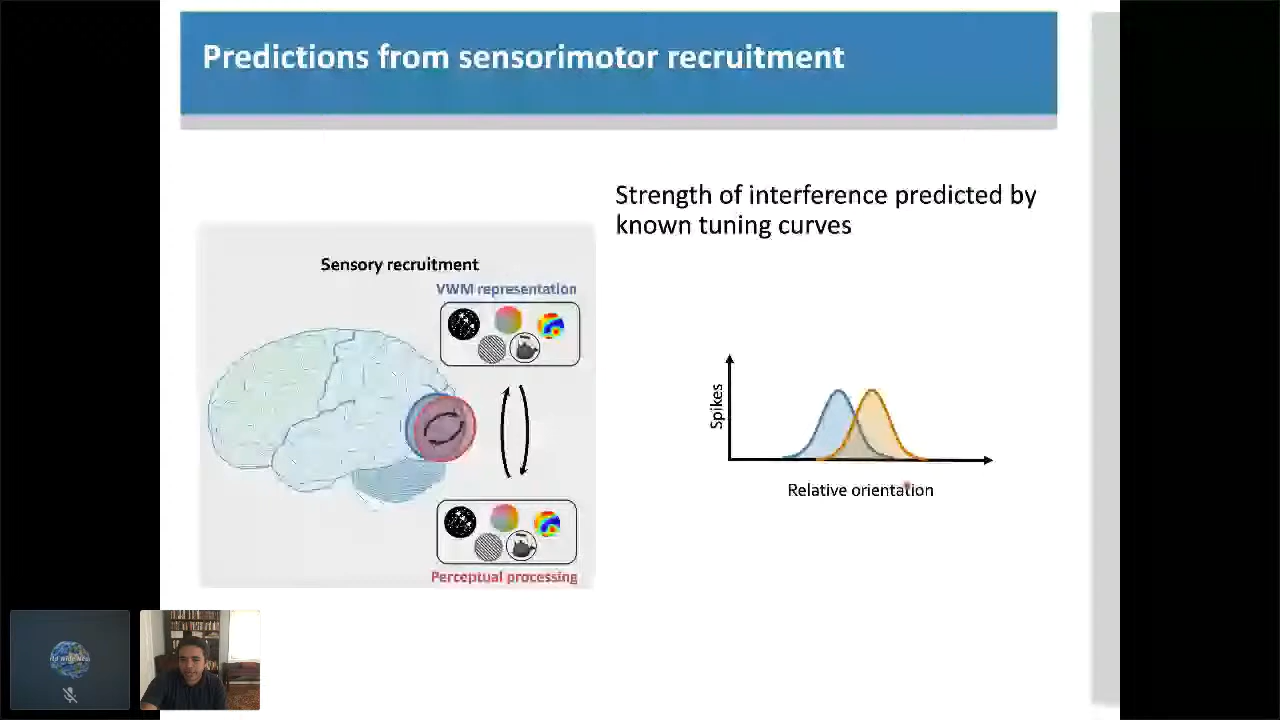 Predictions from sensorimotor recruitment
Strength of interference predicted by
known tuning curves
Sensory recruitment
VWM representation
Perceptual processing
Spikes
Relative orientation